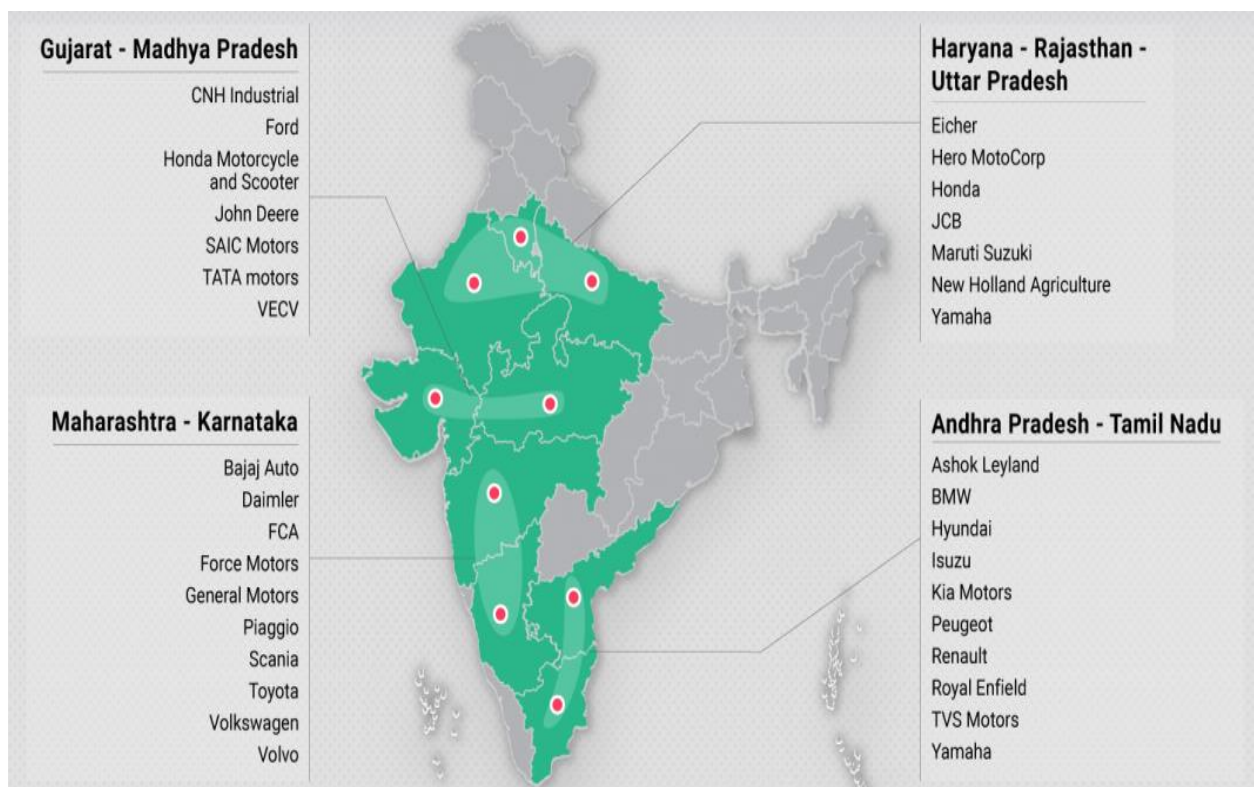 Gujarat - Madhya Pradesh
CNH Industrial
Ford
Honda Motorcycle
and Scooter
John Deere
SAIC Motors
TATA motors
VECV
Haryana - Rajasthan -
Uttar Pradesh
Eicher
Hero MotoCorp
Honda
JCB
Maruti Suzuki
New Holland Agriculture
Yamaha
Maharashtra - Karnataka
Bajaj Auto
Daimler
FCA
Force Motors
General Motors
Piaggio
Scania
Toyota
Volkswagen
Volvo
Andhra Pradesh - Tamil Nadu
Ashok Leyland
BMW
Hyundai
Isuzu
Kia Motors
Peugeot
Renault
Royal Enfield
TVS Motors
Yamaha